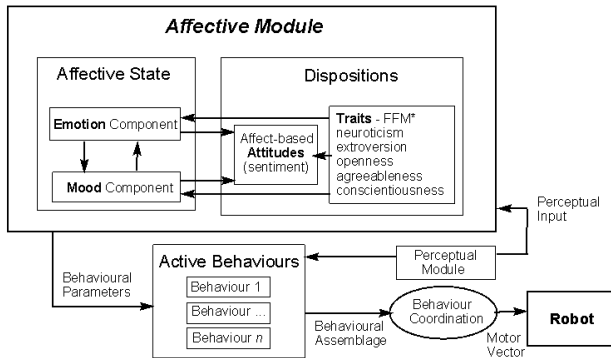 Affective Module
Affective State
Emotion Component
Mood Component
Dispositions
Affect-based
Attitudes
(sentiment)
Traits - FFM*
neuroticism
extroversion
openness
agreeableness
conscientiousness
Perceptual
Input
Behavioural
Parameters
Active Behaviours
Behaviour 1
Behaviour ...
Behaviour n
Perceptual
Module
Behavioural
Assemblage
Behaviour
Coordination
Motor
Vector
Robot